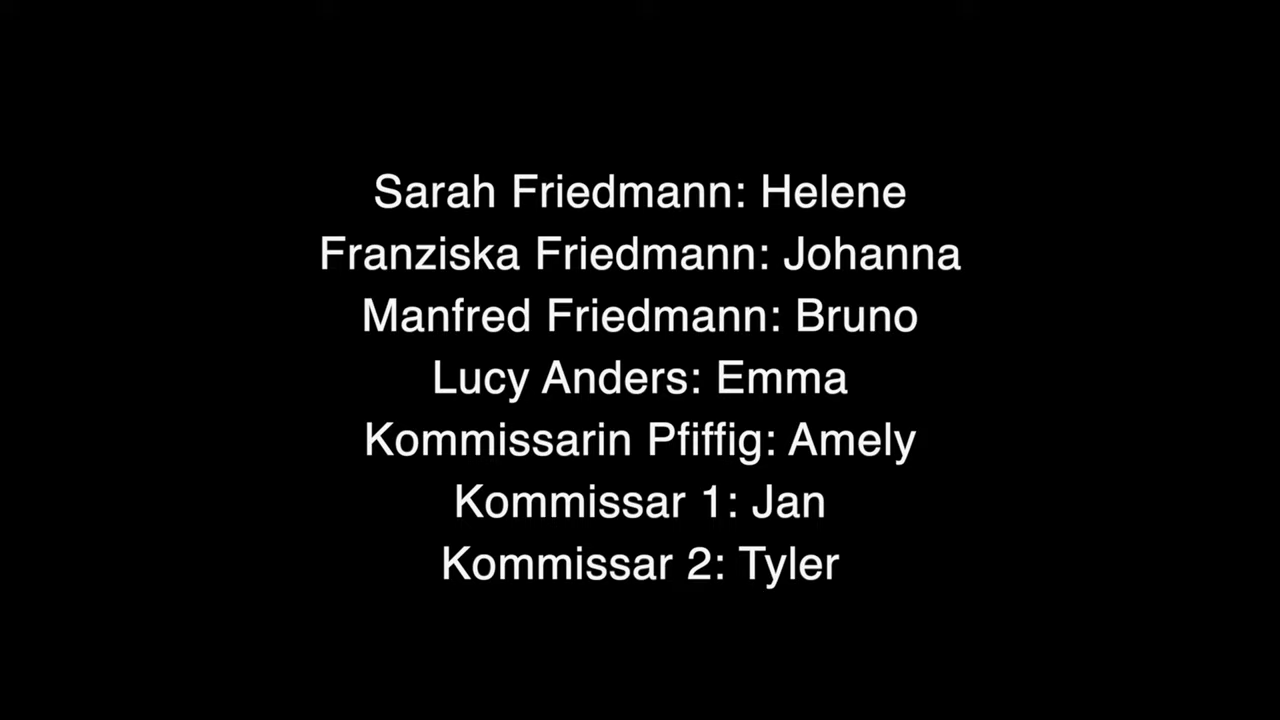 Sarah Friedmann: Helene
Franziska Friedmann: Johanna
Manfred Friedmann: Bruno
Lucy Anders: Emma
Kommissarin Pfiffig: Amely
Kommissar 1: Jan
Kommissar 2: Tyler